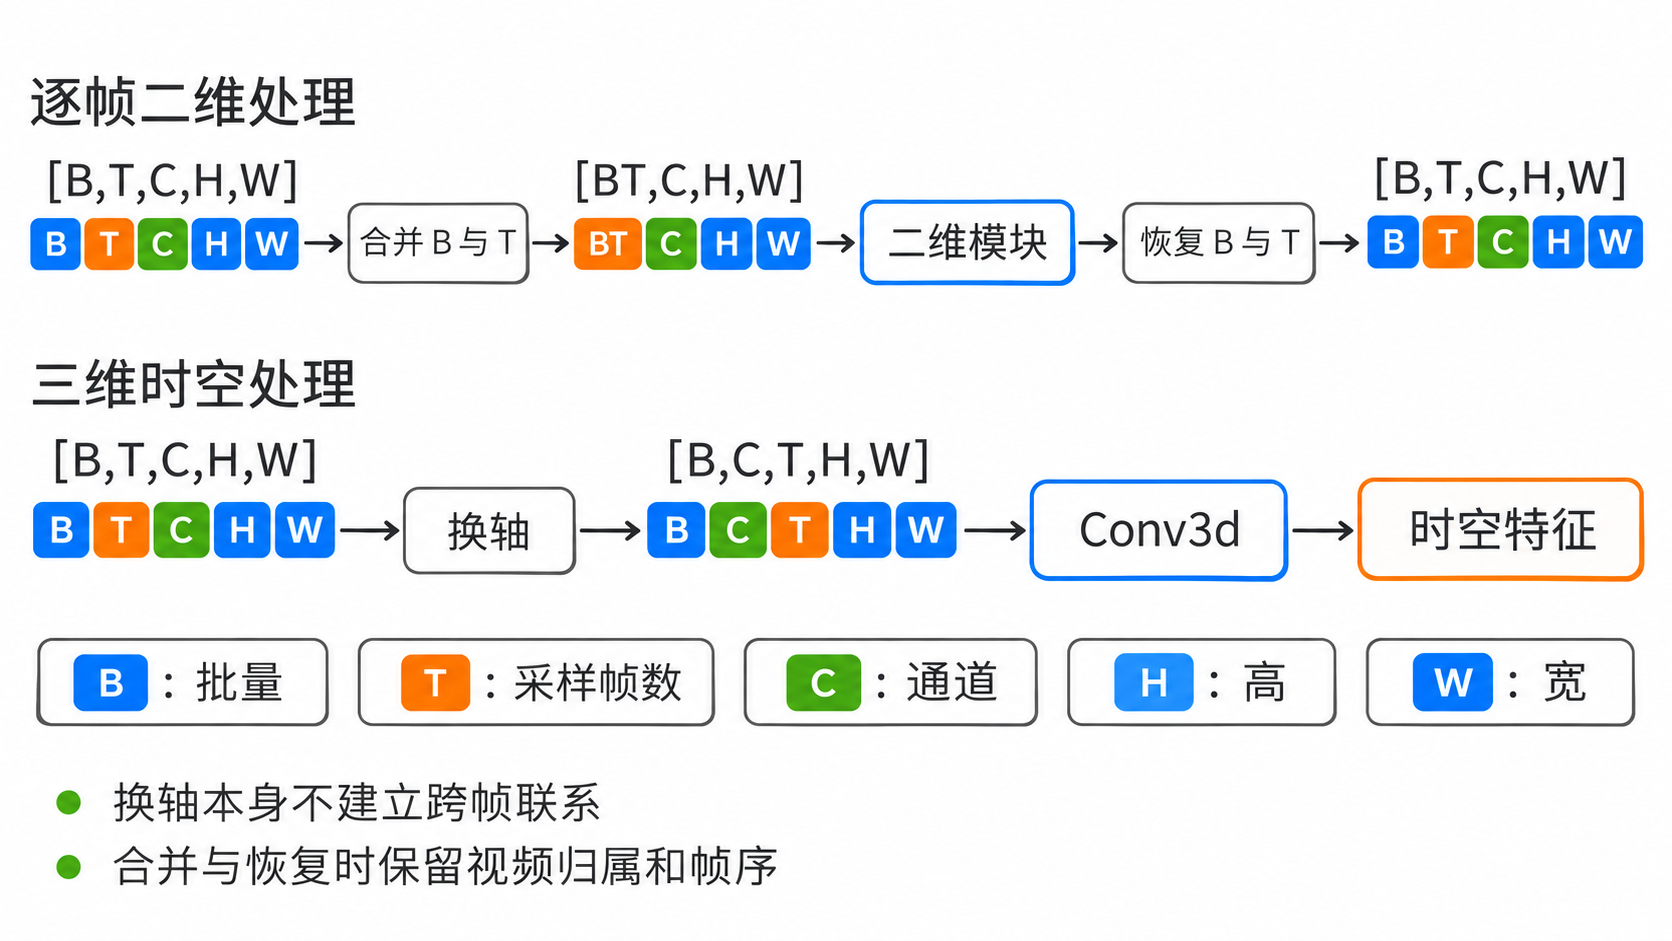 逐帧二维处理
[B,T,C,H,W]
B T C H W
合并 B 与 T
[BT,C,H,W]
BT C H W
二维模块
恢复 B 与 T
[B,T,C,H,W]
B T C H W
三维时空处理
[B,T,C,H,W]
B T C H W
换轴
[B,C,T,H,W]
B C T H W
Conv3d
时空特征
B：批量
T：采样帧数
C：通道
H：高
W：宽
换轴本身不建立跨帧联系
合并与恢复时保留视频归属和帧序